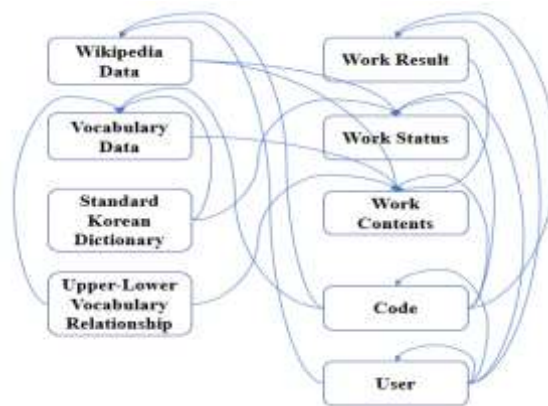 Wikipedia
Data
Vocabulary
Data
Standard
Korean
Dictionary
Upper-Lower
Vocabulary
Relationship
Work Result
Work Status
Work
Contents
Code
User